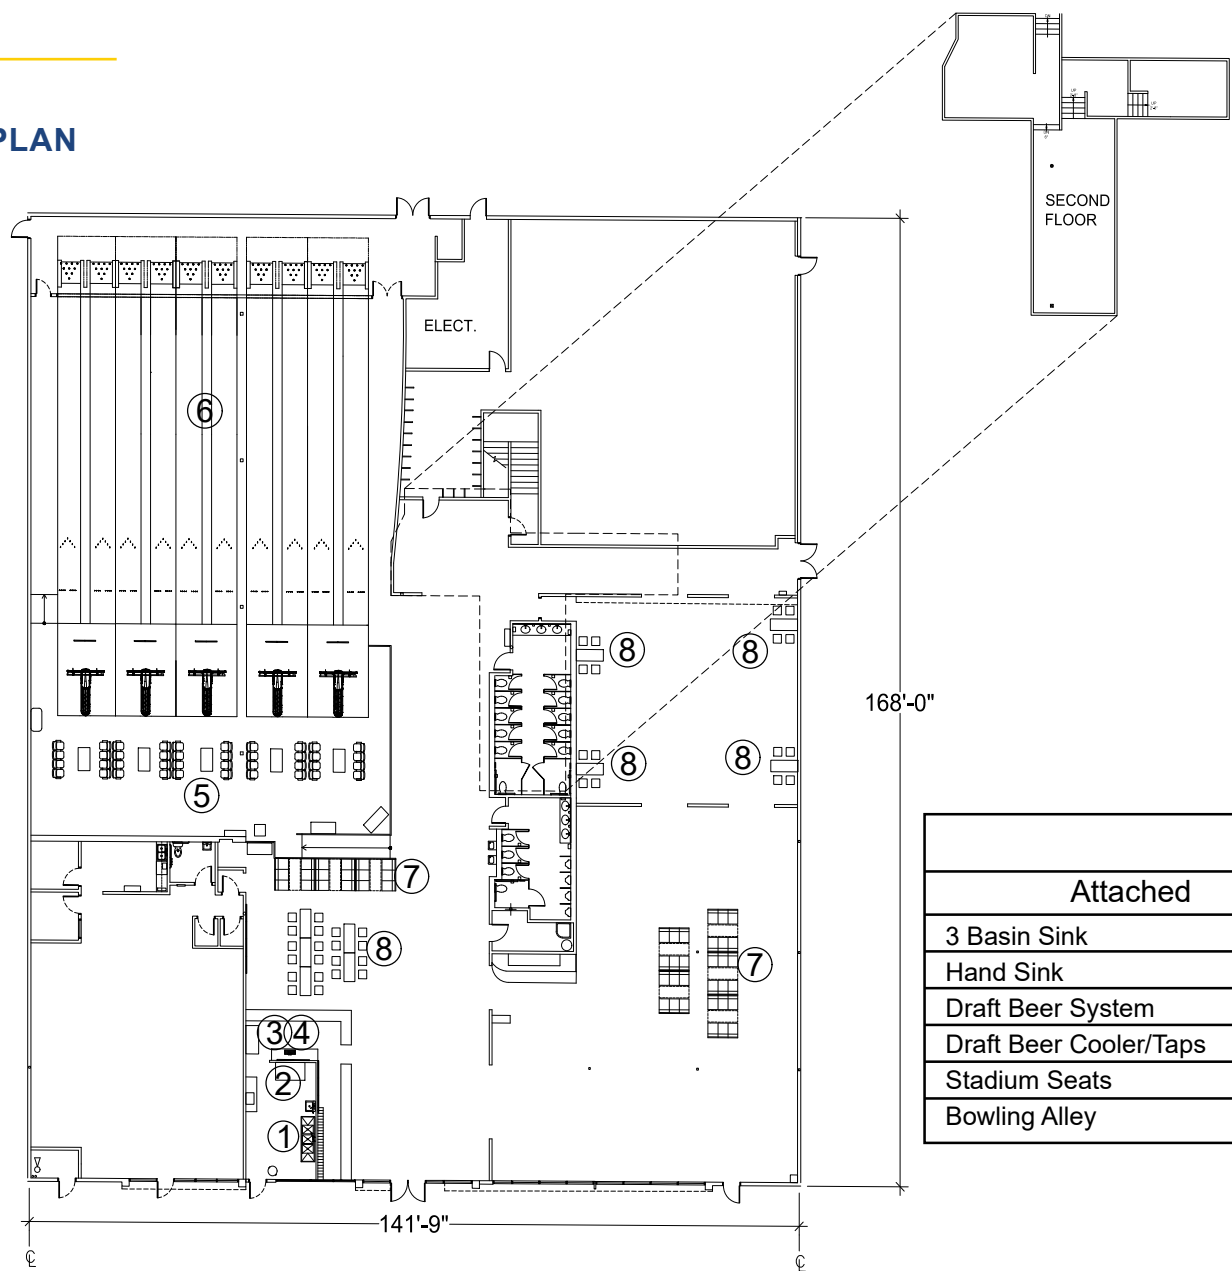 PLAN
SECOND
FLOOR
ELECT.
6
8
8
168'-0"
8
8
5
7
8
7
3
4
2
1
141'-9"
Attached
3 Basin Sink
Hand Sink
Draft Beer System
Draft Beer Cooler/Taps
Stadium Seats
Bowling Alley